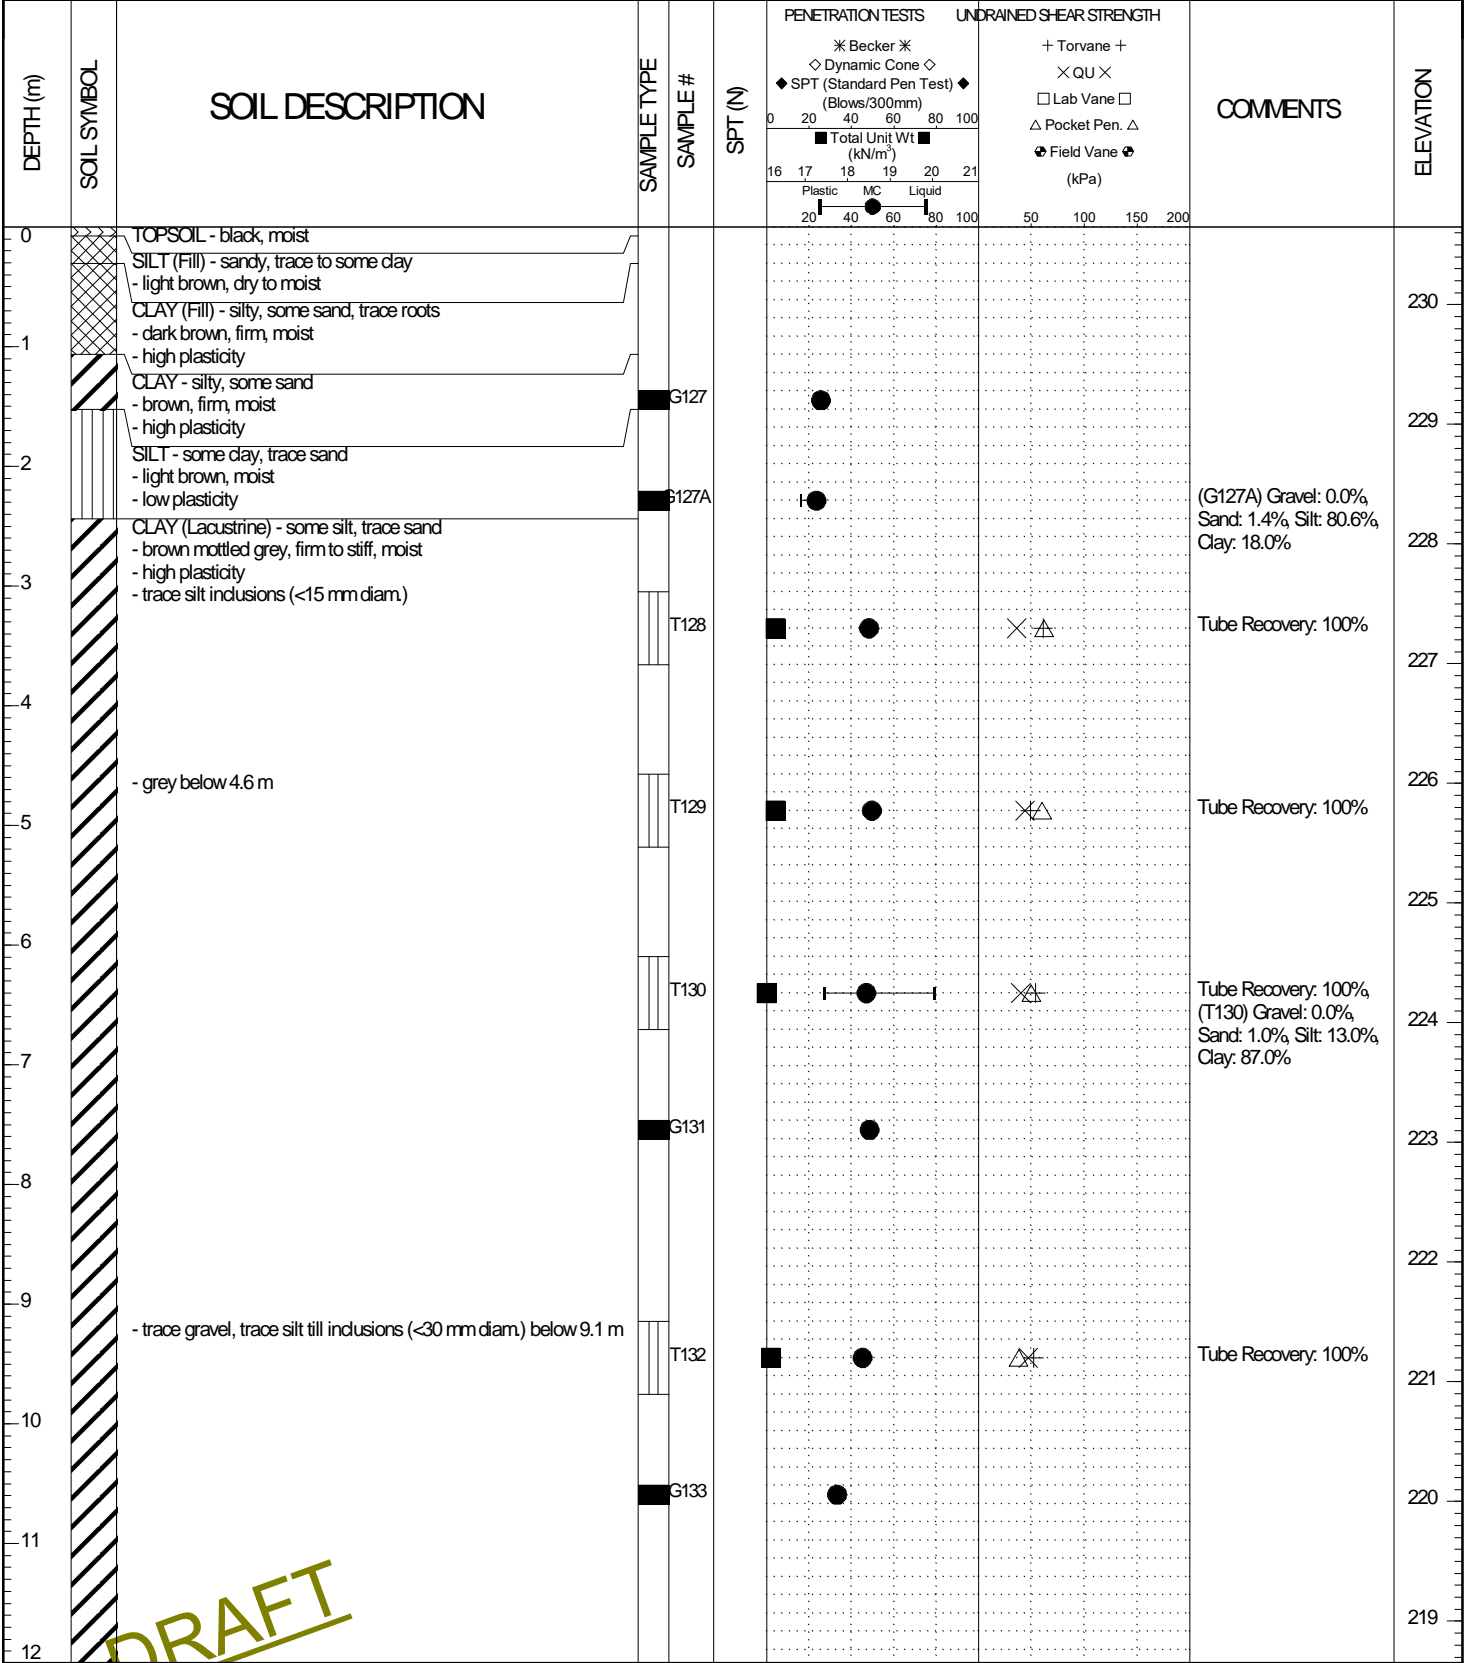 DEPTH (m)
SOIL SYMBOL
SOIL DESCRIPTION
SAMPLE TYPE
SAMPLE #
SPT (N)
PENETRATION TESTS
Becker
Dynamic Cone
SPT (Standard Pen Test)
(Blows/300mm)
0 20 40 60 80 100
Total Unit Wt
(kN/m³)
16 17 18 19 20 21
Plastic MC Liquid
20 40 60 80 100
UNDRAINED SHEAR STRENGTH
Torvane
QU
Lab Vane
Pocket Pen.
Field Vane
(kPa)
50 100 150 200
COMMENTS
ELEVATION
0
TOPSOIL - black, moist
SILT (Fill) - sandy, trace to some clay
- light brown, dry to moist
230
CLAY (Fill) - silty, some sand, trace roots
- dark brown, firm, moist
1
- high plasticity
CLAY - silty, some sand
- brown, firm, moist
G127
- high plasticity
229
SILT - some clay, trace sand
2
- light brown, moist
- low plasticity
G127A
(G127A) Gravel: 0.0%,
Sand: 1.4%, Silt: 80.6%,
Clay: 18.0%
CLAY (Lacustrine) - some silt, trace sand
- brown mottled grey, firm to stiff, moist
228
- high plasticity
3
- trace silt inclusions (<15 mm diam.)
T128
Tube Recovery: 100%
227
4
- grey below 4.6 m
226
T129
Tube Recovery: 100%
5
225
6
T130
Tube Recovery: 100%,
(T130) Gravel: 0.0%,
Sand: 1.0%, Silt: 13.0%,
Clay: 87.0%
224
7
G131
223
8
222
9
- trace gravel, trace silt till inclusions (<30 mm diam.) below 9.1 m
T132
Tube Recovery: 100%
221
10
G133
220
11
219
12
DRAFT